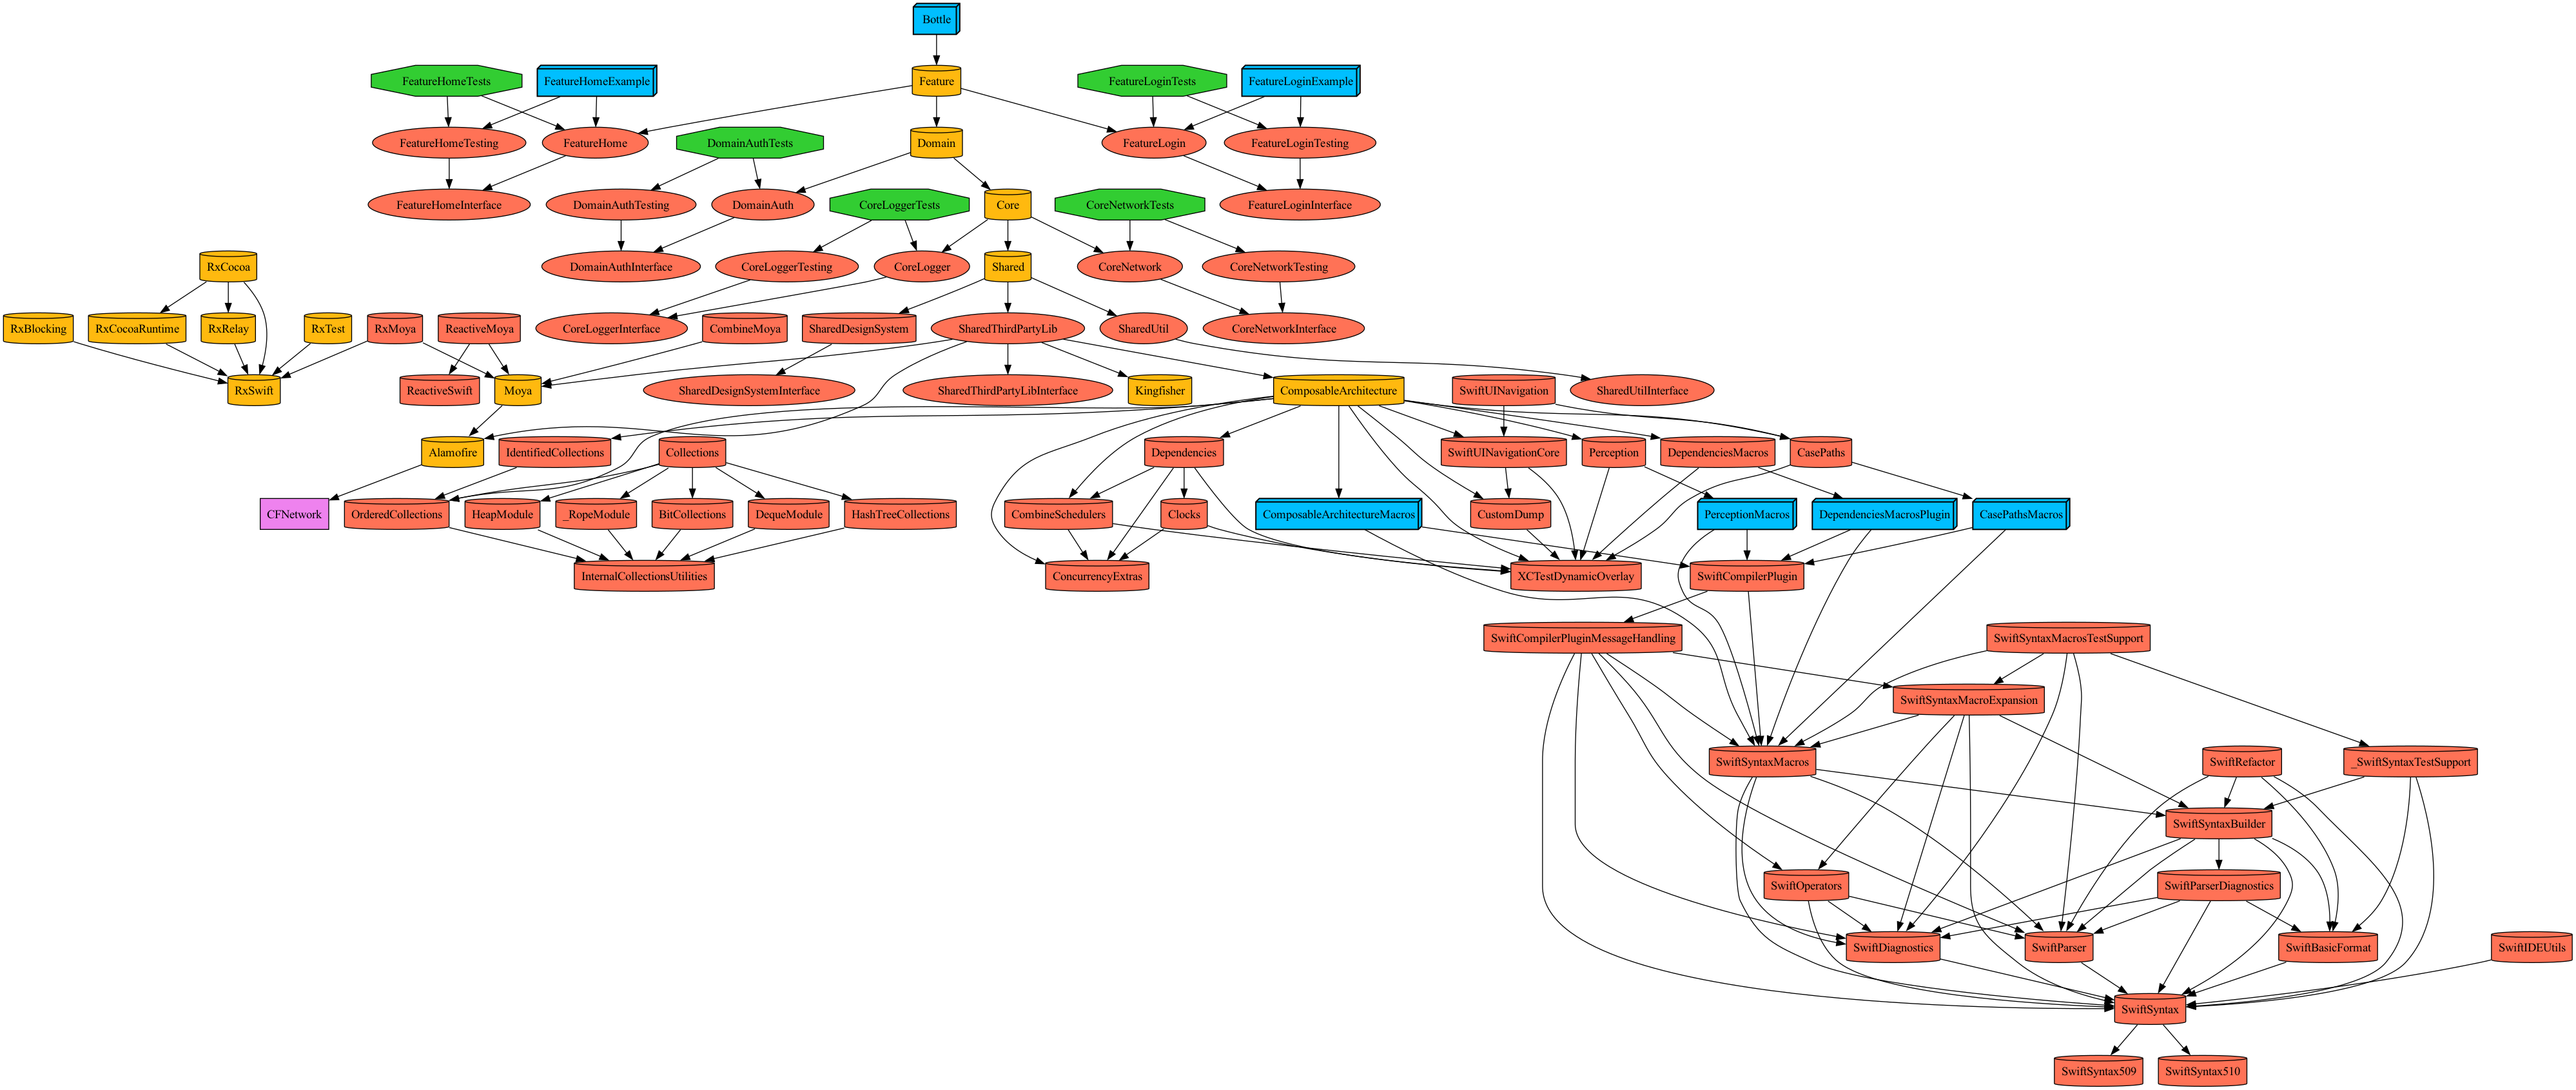 Bottle
FeatureHomeTests
FeatureHomeExample
Feature
FeatureLoginTests
FeatureLoginExample
FeatureHomeTesting
FeatureHome
DomainAuthTests
Domain
FeatureLogin
FeatureLoginTesting
FeatureHomeInterface
DomainAuthTesting
DomainAuth
CoreLoggerTests
Core
CoreNetworkTests
FeatureLoginInterface
RxCocoa
DomainAuthInterface
CoreLoggerTesting
CoreLogger
Shared
CoreNetwork
CoreNetworkTesting
RxBlocking
RxCocoaRuntime
RxRelay
RxTest
RxMoya
ReactiveMoya
CoreLoggerInterface
CombineMoya
SharedDesignSystem
SharedThirdPartyLib
SharedUtil
CoreNetworkInterface
RxSwift
ReactiveSwift
Moya
SharedDesignSystemInterface
SharedThirdPartyLibInterface
Kingfisher
ComposableArchitecture
SwiftUINavigation
SharedUtilInterface
Alamofire
IdentifiedCollections
Collections
Dependencies
SwiftUINavigationCore
Perception
DependenciesMacros
CasePaths
CFNetwork
OrderedCollections
HeapModule
_RopeModule
BitCollections
DequeModule
HashTreeCollections
CombineSchedulers
Clocks
ComposableArchitectureMacros
CustomDump
PerceptionMacros
DependenciesMacrosPlugin
CasePathsMacros
InternalCollectionsUtilities
ConcurrencyExtras
XCTestDynamicOverlay
SwiftCompilerPlugin
SwiftCompilerPluginMessageHandling
SwiftSyntaxMacrosTestSupport
SwiftSyntaxMacroExpansion
SwiftSyntaxMacros
SwiftRefactor
_SwiftSyntaxTestSupport
SwiftSyntaxBuilder
SwiftOperators
SwiftParserDiagnostics
SwiftDiagnostics
SwiftParser
SwiftBasicFormat
SwiftIDEUtils
SwiftSyntax
SwiftSyntax509
SwiftSyntax510